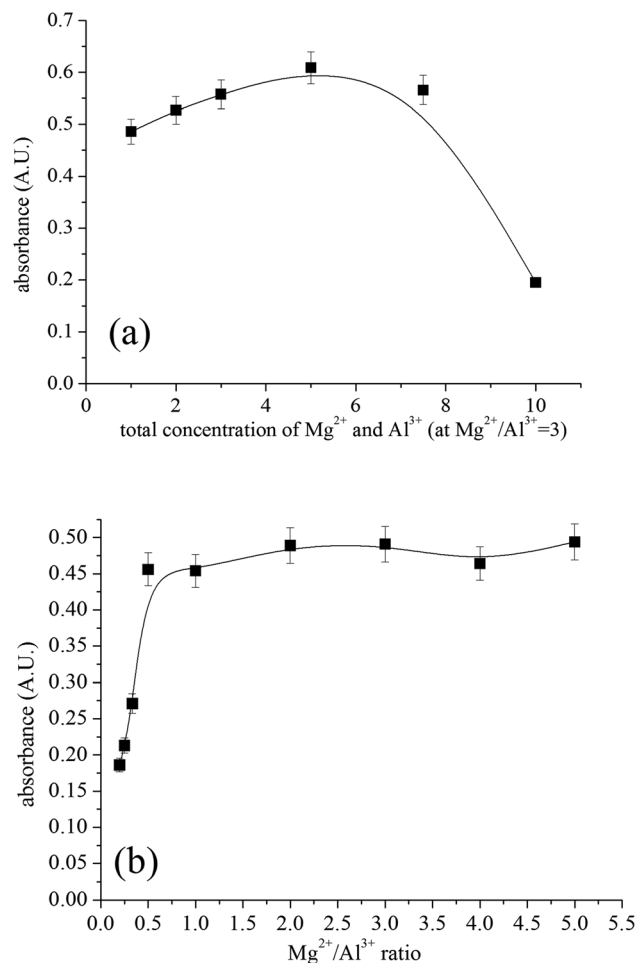 0.7
0.6
0.5
0.4
0.3
0.2
0.1
0.0
absorbance (A.U.)
(a)
0 2 4 6 8 10
total concentration of Mg²⁺ and Al³⁺ (at Mg²⁺/Al³⁺=3)
0.50
0.45
0.40
0.35
0.30
0.25
0.20
0.15
0.10
0.05
0.00
absorbance (A.U.)
(b)
0.0 0.5 1.0 1.5 2.0 2.5 3.0 3.5 4.0 4.5 5.0 5.5
Mg²⁺/Al³⁺ ratio